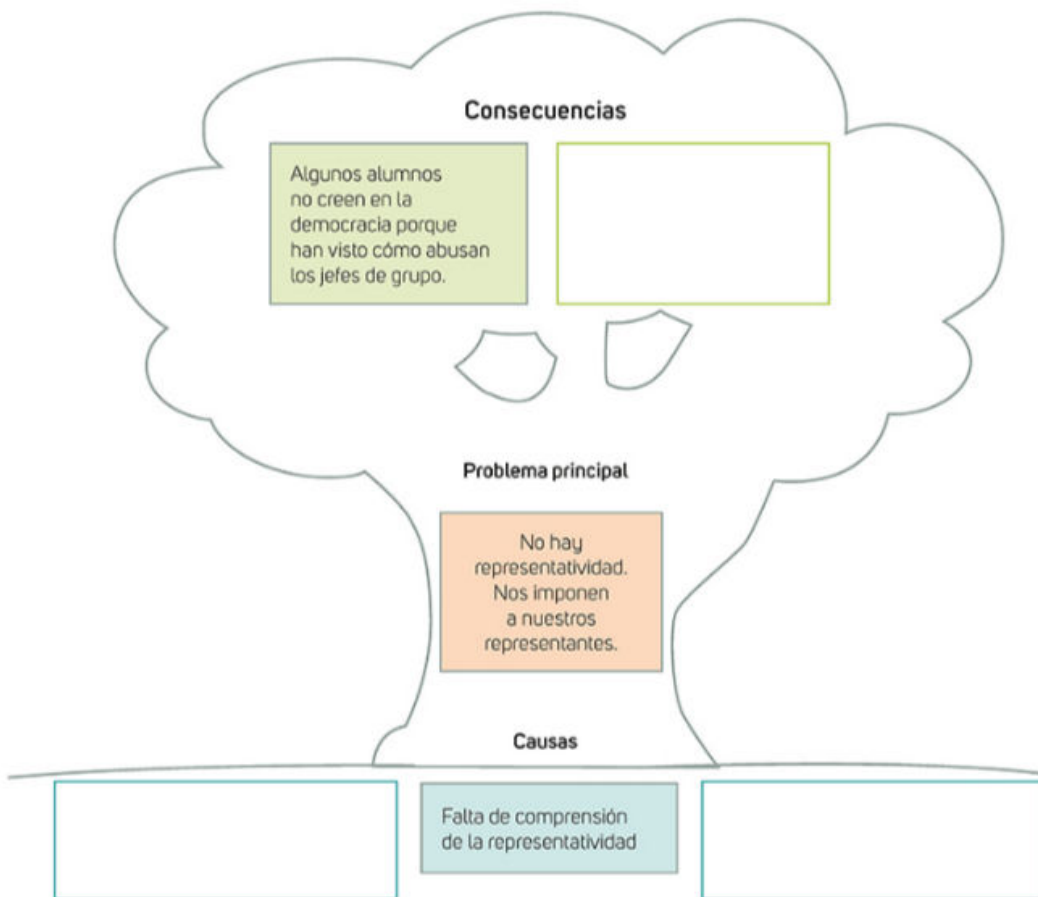 Consecuencias
Algunos alumnos
no creen en la
democracia porque
han visto cómo abusan
los jefes de grupo.
Problema principal
No hay
representatividad.
Nos imponen
a nuestros
representantes.
Causas
Falta de comprensión
de la representatividad